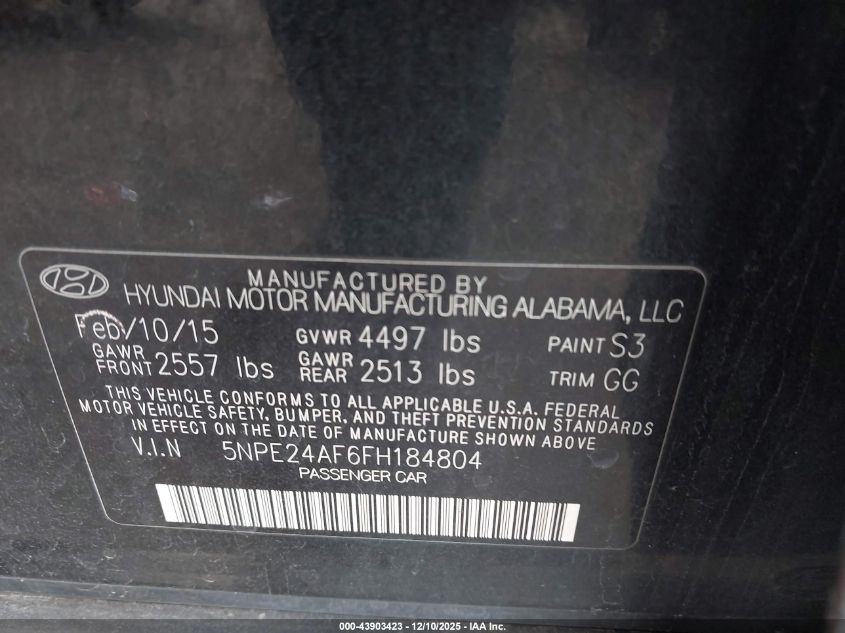 MANUFACTURED BY
HYUNDAI MOTOR MANUFACTURING ALABAMA, LLC
Feb/10/15 GVWR 4497 lbs PAINT S3
GAWR FRONT 2557 lbs GAWR REAR 2513 lbs TRIM GG
THIS VEHICLE CONFORMS TO ALL APPLICABLE U.S.A. FEDERAL
MOTOR VEHICLE SAFETY, BUMPER, AND THEFT PREVENTION STANDARDS
IN EFFECT ON THE DATE OF MANUFACTURE SHOWN ABOVE
V.I.N 5NPE24AF6FH184804
PASSENGER CAR
000-43903423 - 12/10/2025 - IAA Inc.